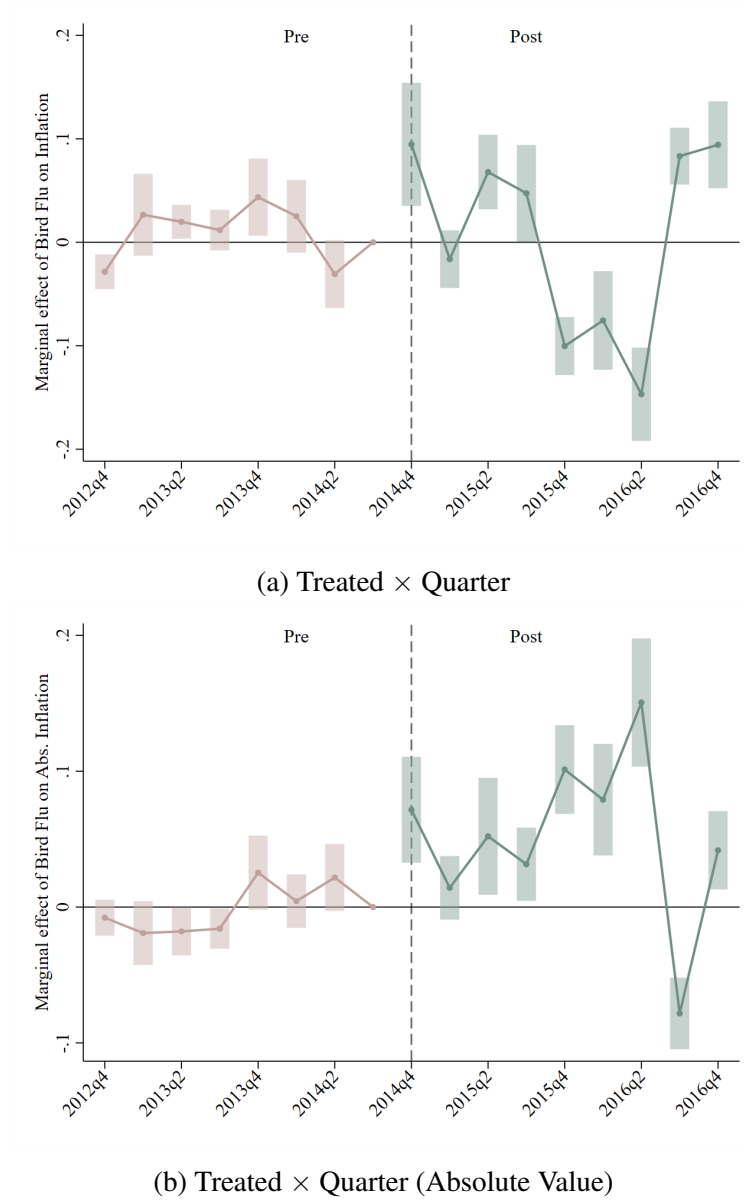 Pre
Post
.2
.1
0
-.1
-.2
Marginal effect of Bird Flu on Inflation
2012q4
2013q2
2013q4
2014q2
2014q4
2015q2
2015q4
2016q2
2016q4
(a) Treated × Quarter
Pre
Post
.2
.1
0
-.1
Marginal effect of Bird Flu on Abs. Inflation
2012q4
2013q2
2013q4
2014q2
2014q4
2015q2
2015q4
2016q2
2016q4
(b) Treated × Quarter (Absolute Value)